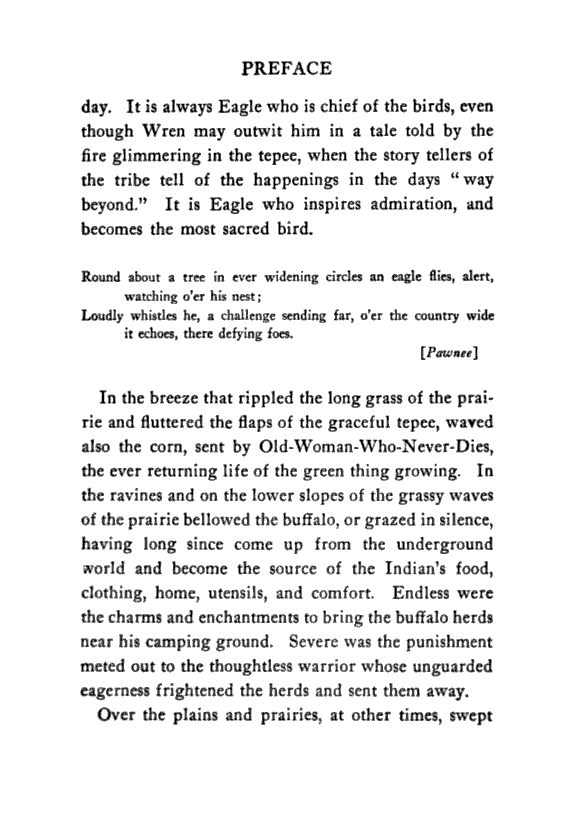 PREFACE
day. It is always Eagle who is chief of the birds, even
though Wren may outwit him in a tale told by the
fire glimmering in the tepee, when the story tellers of
the tribe tell of the happenings in the days "way
beyond." It is Eagle who inspires admiration, and
becomes the most sacred bird.
Round about a tree in ever widening circles an eagle flies, alert,
watching o'er his nest;
Loudly whistles he, a challenge sending far, o'er the country wide
it echoes, there defying foes.
[Pawnee]
In the breeze that rippled the long grass of the prai-
rie and fluttered the flaps of the graceful tepee, waved
also the corn, sent by Old-Woman-Who-Never-Dies,
the ever returning life of the green thing growing. In
the ravines and on the lower slopes of the grassy waves
of the prairie bellowed the buffalo, or grazed in silence,
having long since come up from the underground
world and become the source of the Indian's food,
clothing, home, utensils, and comfort. Endless were
the charms and enchantments to bring the buffalo herds
near his camping ground. Severe was the punishment
meted out to the thoughtless warrior whose unguarded
eagerness frightened the herds and sent them away.
Over the plains and prairies, at other times, swept